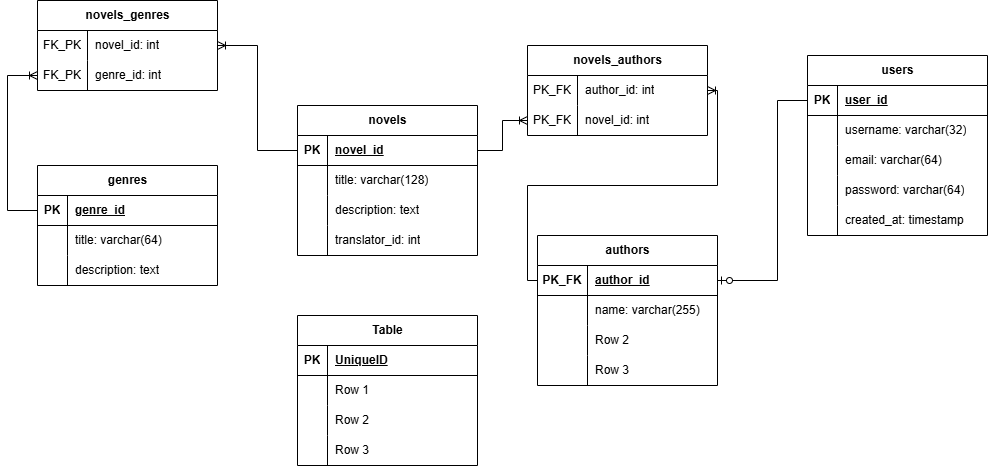 novels_genres
FK_PK novel_id: int
FK_PK genre_id: int
genres
PK genre_id
title: varchar(64)
description: text
novels
PK novel_id
title: varchar(128)
description: text
translator_id: int
Table
PK UniqueID
Row 1
Row 2
Row 3
novels_authors
PK_FK author_id: int
PK_FK novel_id: int
authors
PK_FK author_id
name: varchar(255)
Row 2
Row 3
users
PK user_id
username: varchar(32)
email: varchar(64)
password: varchar(64)
created_at: timestamp